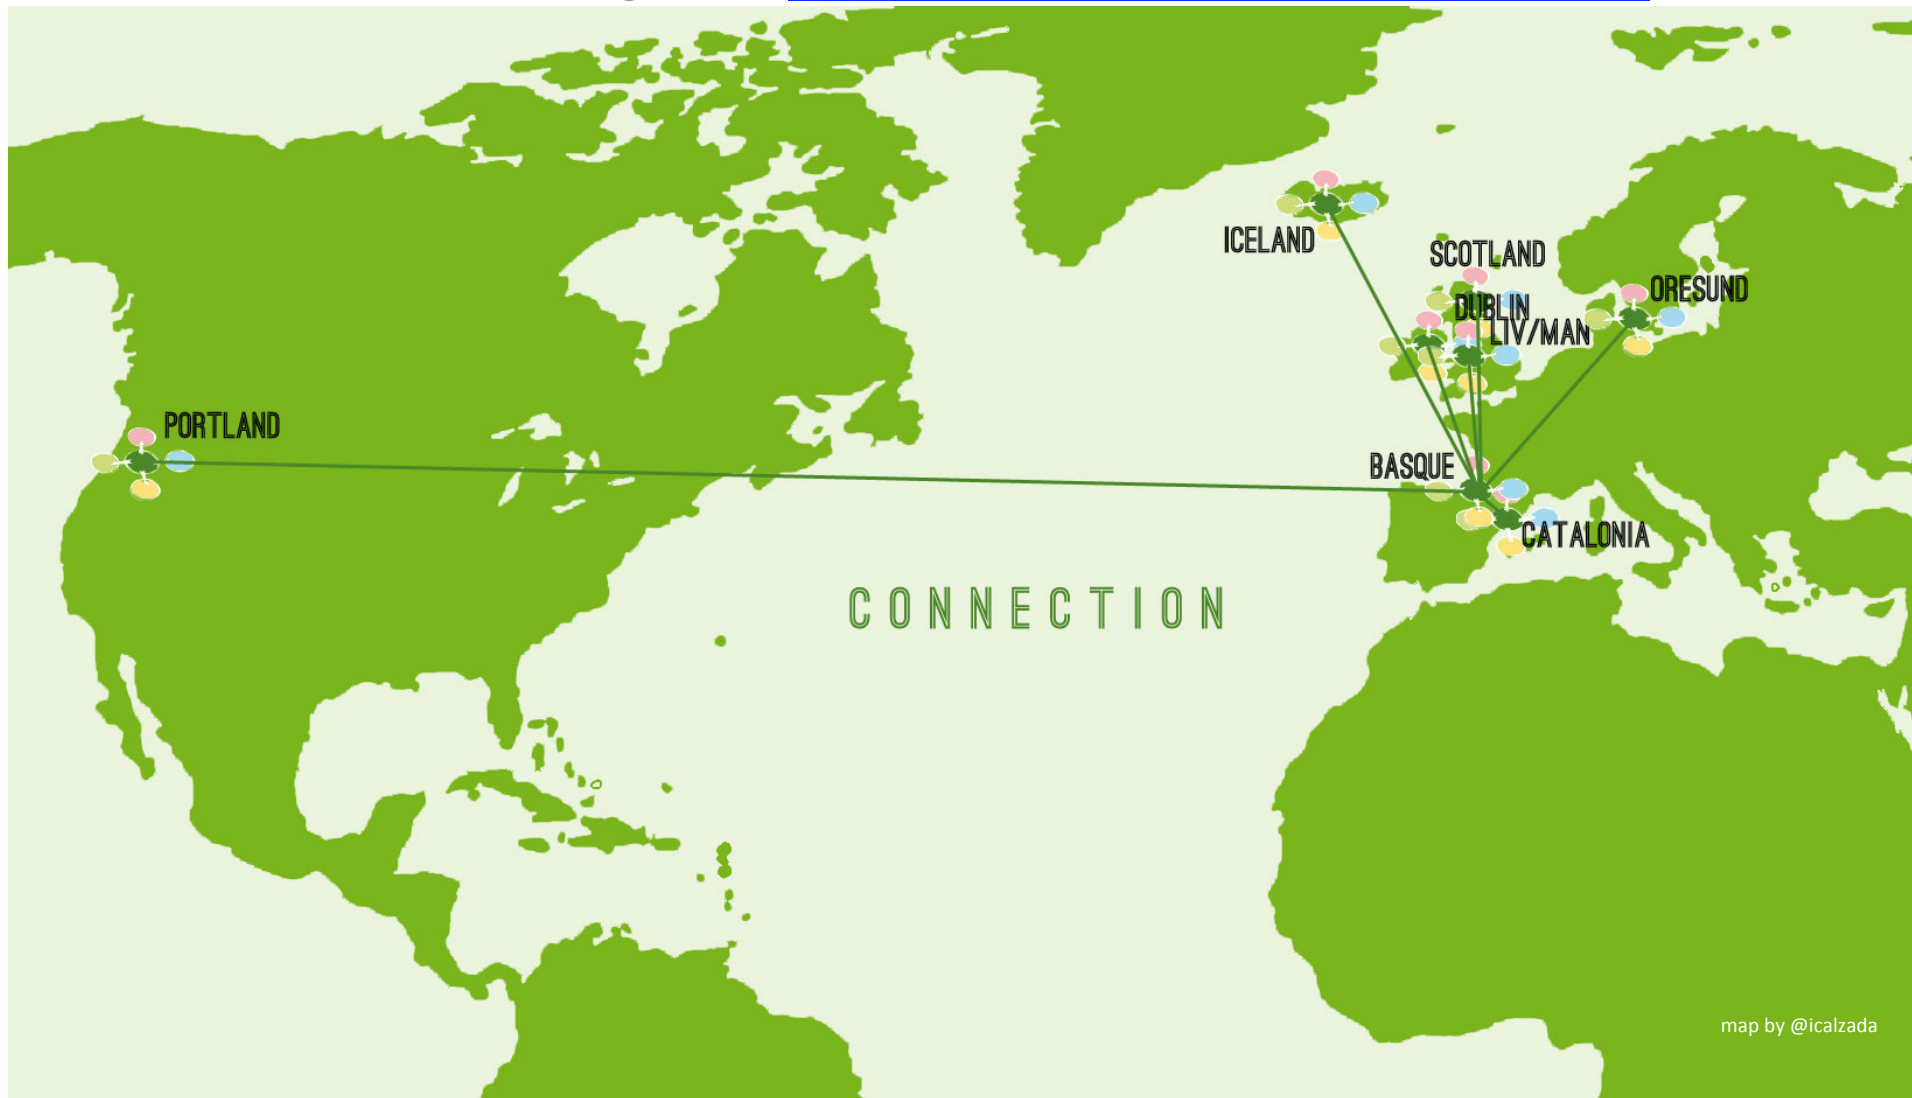 ICELAND
SCOTLAND
ORESUND
DUBLIN
LIV/MAN
PORTLAND
BASQUE
CATALONIA
CONNECTION
map by @icalzada